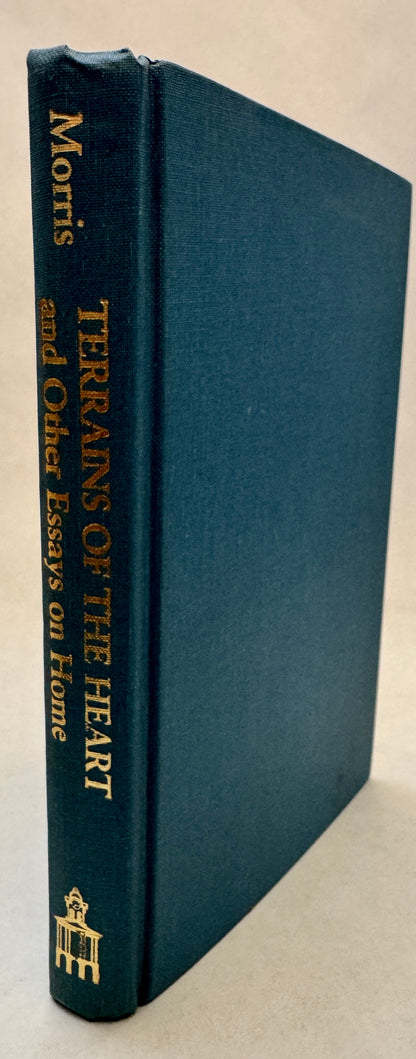 Morris
TERRAINS OF THE HEART
and Other Essays on Home